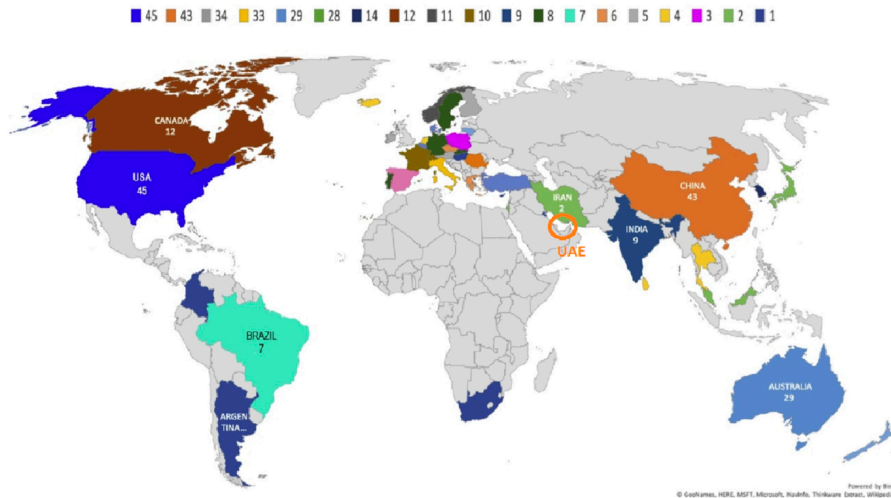 45 43 34 33 29 28 14 12 11 10 9 8 7 6 5 4 3 2 1
CANADA
12
USA
45
IRAN
2
CHINA
43
INDIA
9
UAE
BRAZIL
7
AUSTRALIA
29
ARGEN
TINA...
Powered by Bin
© GeoNames, HERE, MSFT, Microsoft, NavInfo, Thinkware Extract, Wikiped